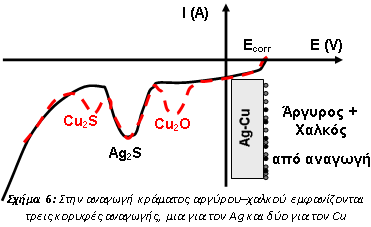 I (A)
Ecorr
E (V)
Ag-Cu
Άργυρος +
Χαλκός
από αναγωγή
Cu2S
Ag2S
Cu2O
Σχήμα 6: Στην αναγωγή κράματος αργύρου–χαλκού εμφανίζονται
τρεις κορυφές αναγωγής, μια για τον Ag και δύο για τον Cu